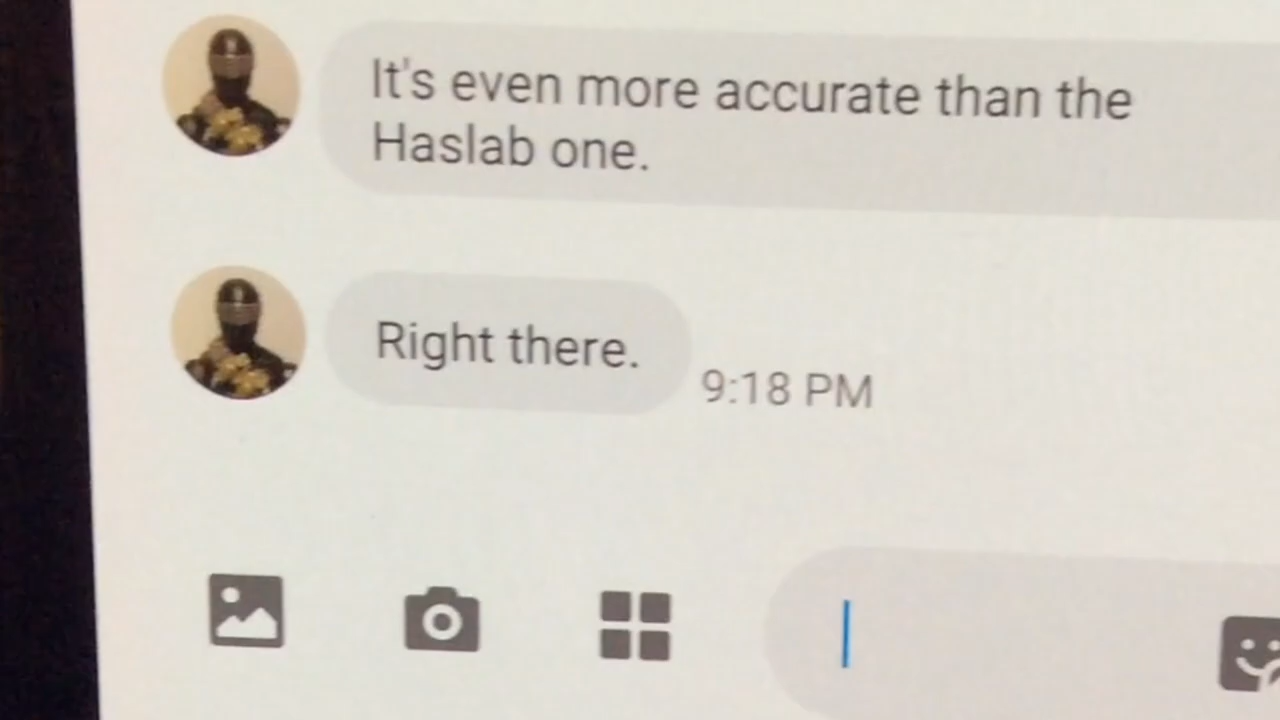 It's even more accurate than the
Haslab one.
Right there.
9:18 PM